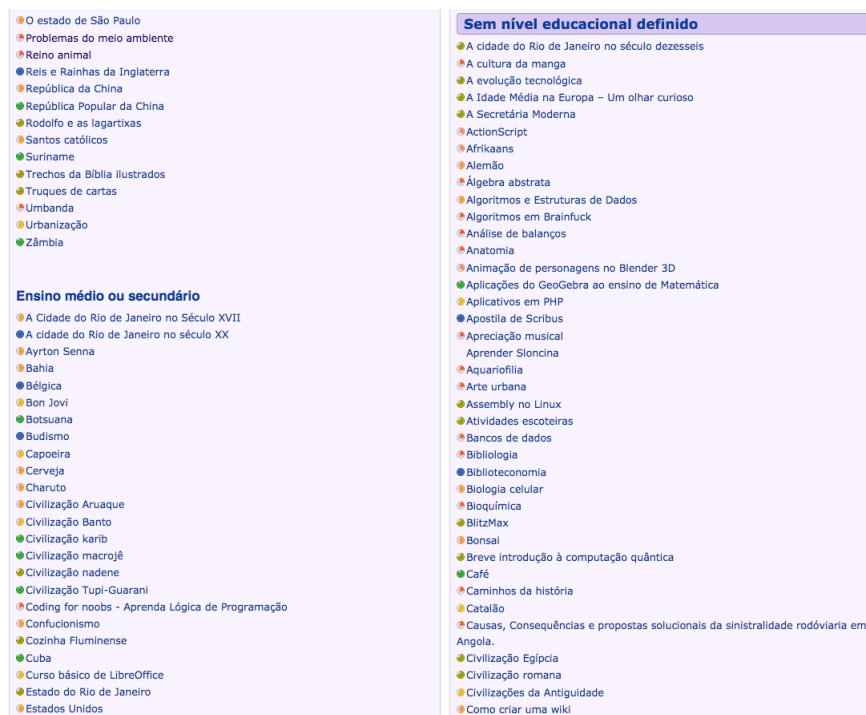 O estado de São Paulo
Problemas do meio ambiente
Reino animal
Reis e Rainhas da Inglaterra
República da China
República Popular da China
Rodolfo e as lagartixas
Santos católicos
Suriname
Trechos da Bíblia ilustrados
Truques de cartas
Umbanda
Urbanização
Zâmbia
Ensino médio ou secundário
A Cidade do Rio de Janeiro no Século XVII
A cidade do Rio de Janeiro no século XX
Ayrton Senna
Bahia
Bélgica
Bon Jovi
Botsuana
Budismo
Capoeira
Cerveja
Charuto
Civilização Aruaque
Civilização Banto
Civilização karib
Civilização macrojê
Civilização nadene
Civilização Tupi-Guarani
Coding for noobs - Aprenda Lógica de Programação
Confucionismo
Cozinha Fluminense
Cuba
Curso básico de LibreOffice
Estado do Rio de Janeiro
Estados Unidos
Sem nível educacional definido
A cidade do Rio de Janeiro no século dezesseis
A cultura da manga
A evolução tecnológica
A Idade Média na Europa – Um olhar curioso
A Secretária Moderna
ActionScript
Afrikaans
Alemão
Álgebra abstrata
Algoritmos e Estruturas de Dados
Algoritmos em Brainfuck
Análise de balanços
Anatomia
Animação de personagens no Blender 3D
Aplicações do GeoGebra ao ensino de Matemática
Aplicativos em PHP
Apostila de Scribus
Apreciação musical
Aprender Sloncina
Aquariofilia
Arte urbana
Assembly no Linux
Atividades escoteiras
Bancos de dados
Bibliologia
Biblioteconomia
Biologia celular
Bioquímica
BlitzMax
Bonsai
Breve introdução à computação quântica
Café
Caminhos da história
Catalão
Causas, Consequências e propostas solucionais da sinistralidade rodóviaria em
Angola.
Civilização Egípcia
Civilização romana
Civilizações da Antiguidade
Como criar uma wiki